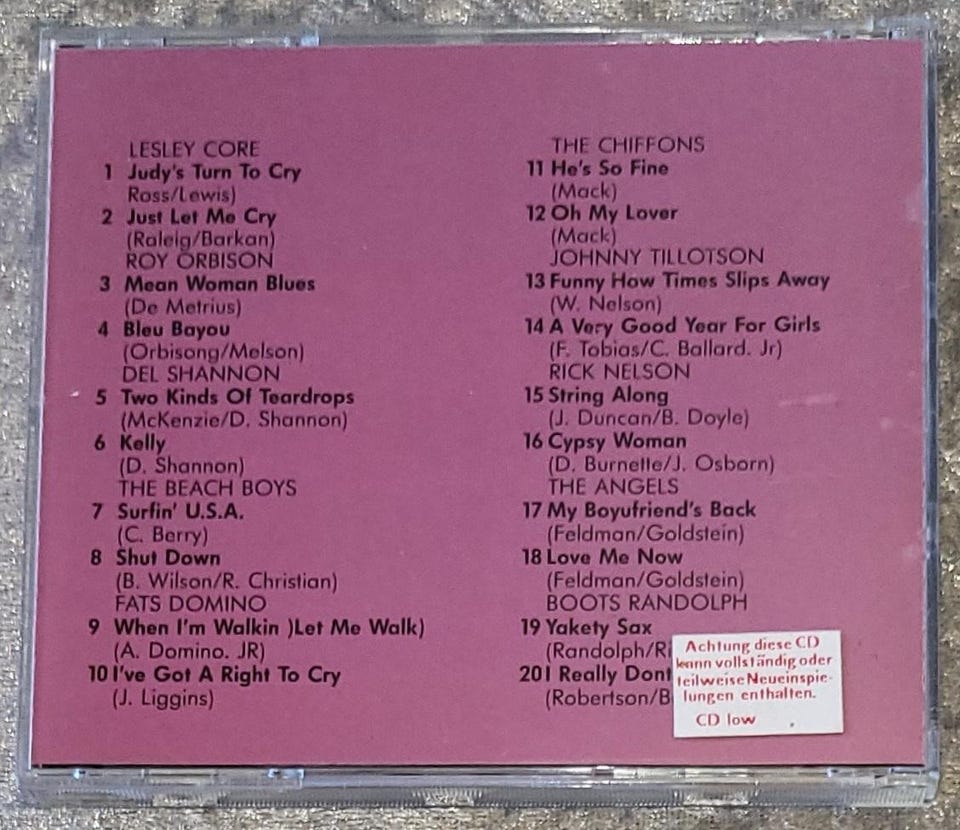 LESLEY CORE
1 Judy's Turn To Cry
Ross/Lewis)
2 Just Let Me Cry
(Raleig/Barkan)
ROY ORBISON
3 Mean Woman Blues
(De Metrius)
4 Bleu Bayou
(Orbisong/Melson)
DEL SHANNON
5 Two Kinds Of Teardrops
(McKenzie/D. Shannon)
6 Kelly
(D. Shannon)
THE BEACH BOYS
7 Surfin' U.S.A.
(C. Berry)
8 Shut Down
(B. Wilson/R. Christian)
FATS DOMINO
9 When I'm Walkin )Let Me Walk)
(A. Domino. JR)
10 I've Got A Right To Cry
(J. Liggins)
THE CHIFFONS
11 He's So Fine
(Mack)
12 Oh My Lover
(Mack)
JOHNNY TILLOTSON
13 Funny How Times Slips Away
(W. Nelson)
14 A Very Good Year For Girls
(F. Tobias/C. Ballard. Jr)
RICK NELSON
15 String Along
(J. Duncan/B. Doyle)
16 Cypsy Woman
(D. Burnette/J. Osborn)
THE ANGELS
17 My Boyufriend's Back
(Feldman/Goldstein)
18 Love Me Now
(Feldman/Goldstein)
BOOTS RANDOLPH
19 Yakety Sax
(Randolph/Ri
20 I Really Dont
(Robertson/B
Achtung diese CD
kann vollständig oder
teilweise Neueinspie-
lungen enthalten.
CD low